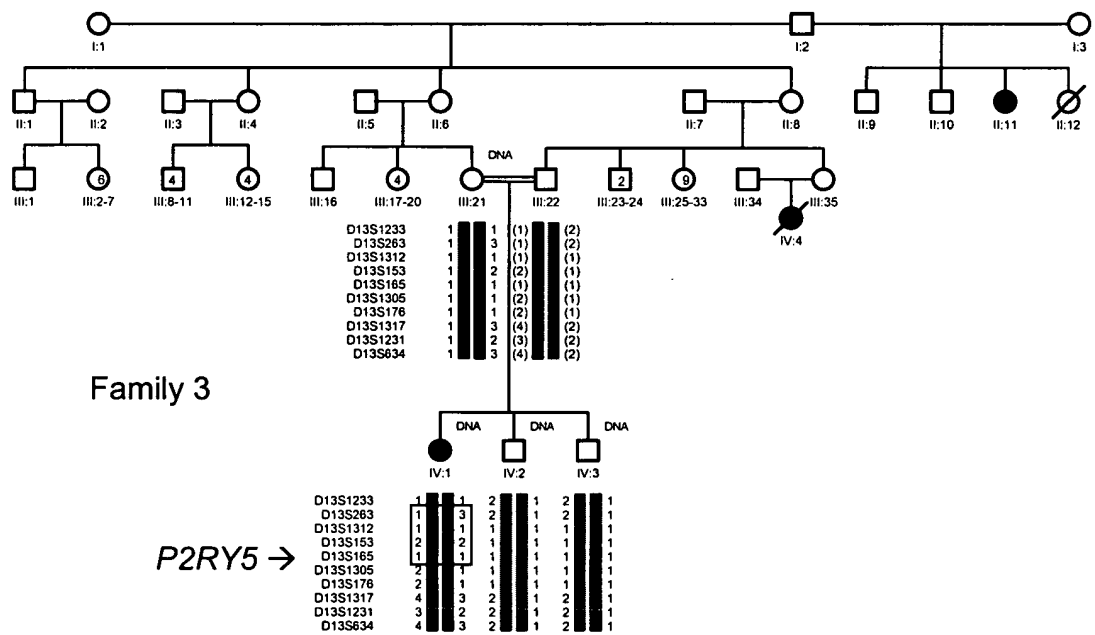 I:1 I:2 I:3
II:1 II:2 II:3 II:4 II:5 II:6 II:7 II:8 II:9 II:10 II:11 II:12
DNA
6 4 4 4 2 9
III:1 III:2-7 III:8-11 III:12-15 III:16 III:17-20 III:21 III:22 III:23-24 III:25-33 III:34 III:35
IV:4
D13S1233 1 1 (1) (2)
D13S263 1 3 (1) (2)
D13S1312 1 1 (1) (1)
D13S153 1 2 (2) (1)
D13S165 1 1 (1) (1)
D13S1305 1 1 (2) (1)
D13S176 1 1 (2) (1)
D13S1317 1 3 (4) (2)
D13S1231 1 2 (3) (2)
D13S634 1 3 (4) (2)
Family 3
DNA DNA DNA
IV:1 IV:2 IV:3
D13S1233 1 1 2 1 2 1
D13S263 1 3 2 1 2 1
D13S1312 1 1 1 1 1 1
D13S153 2 2 1 1 1 1
D13S165 1 1 1 1 1 1
P2RY5 →
D13S1305 2 1 1 1 1 1
D13S176 2 1 1 1 1 1
D13S1317 4 3 2 1 2 1
D13S1231 3 2 2 1 2 1
D13S634 4 3 2 1 2 1